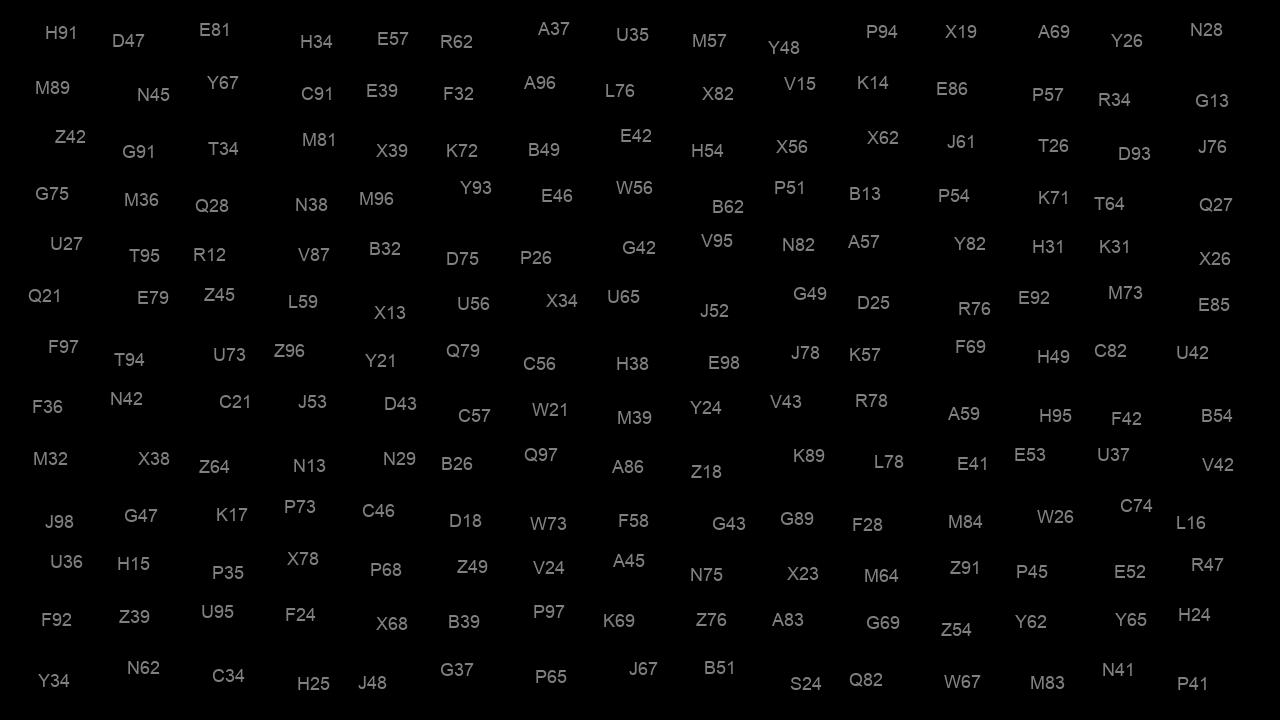 H91 D47 E81 H34 E57 R62 A37 U35 M57 Y48 P94 X19 A69 Y26 N28
M89 N45 Y67 C91 E39 F32 A96 L76 X82 V15 K14 E86 P57 R34 G13
Z42 G91 T34 M81 X39 K72 B49 E42 H54 X56 X62 J61 T26 D93 J76
G75 M36 Q28 N38 M96 Y93 E46 W56 B62 P51 B13 P54 K71 T64 Q27
U27 T95 R12 V87 B32 D75 P26 G42 V95 N82 A57 Y82 H31 K31 X26
Q21 E79 Z45 L59 X13 U56 X34 U65 J52 G49 D25 R76 E92 M73 E85
F97 T94 U73 Z96 Y21 Q79 C56 H38 E98 J78 K57 F69 H49 C82 U42
F36 N42 C21 J53 D43 C57 W21 M39 Y24 V43 R78 A59 H95 F42 B54
M32 X38 Z64 N13 N29 B26 Q97 A86 Z18 K89 L78 E41 E53 U37 V42
J98 G47 K17 P73 C46 D18 W73 F58 G43 G89 F28 M84 W26 C74 L16
U36 H15 P35 X78 P68 Z49 V24 A45 N75 X23 M64 Z91 P45 E52 R47
F92 Z39 U95 F24 X68 B39 P97 K69 Z76 A83 G69 Z54 Y62 Y65 H24
Y34 N62 C34 H25 J48 G37 P65 J67 B51 S24 Q82 W67 M83 N41 P41